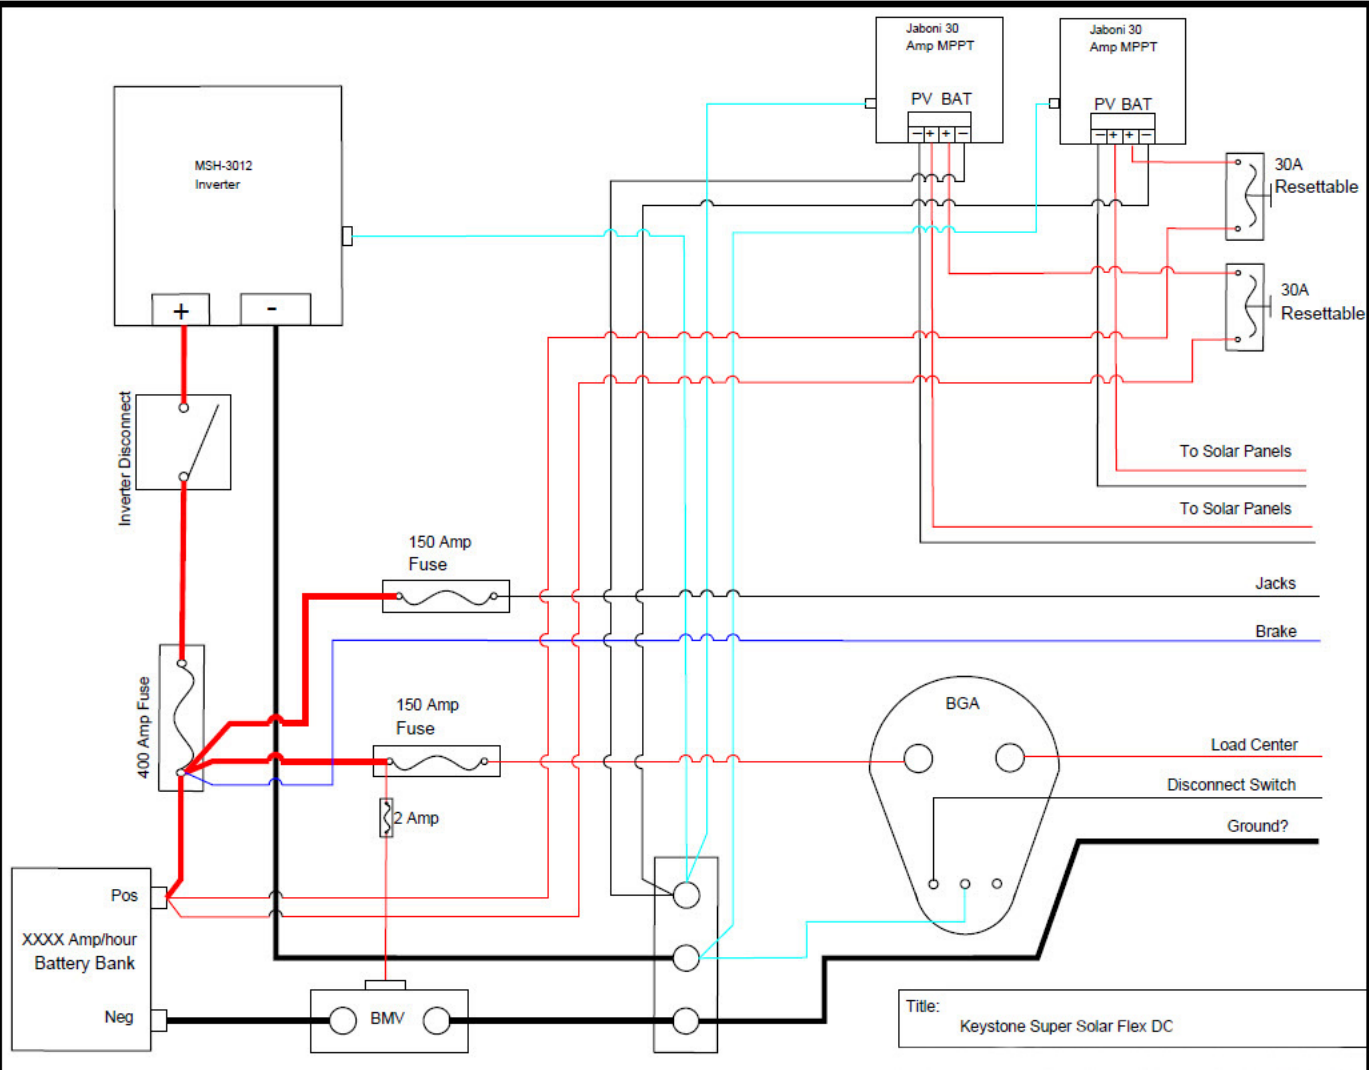 Jaboni 30
Amp MPPT
PV BAT
- + + -
Jaboni 30
Amp MPPT
PV BAT
- + + -
30A
Resettable
30A
Resettable
MSH-3012
Inverter
+
-
Inverter Disconnect
To Solar Panels
To Solar Panels
150 Amp
Fuse
Jacks
Brake
400 Amp Fuse
150 Amp
Fuse
BGA
Load Center
Disconnect Switch
Ground?
2 Amp
Pos
XXXX Amp/hour
Battery Bank
Neg
BMV
Title:
Keystone Super Solar Flex DC